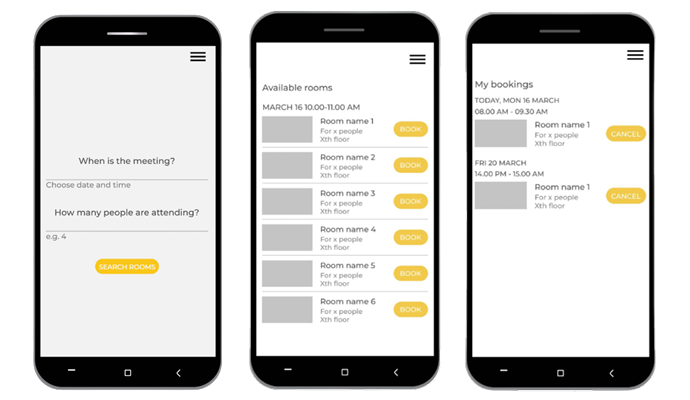 When is the meeting?
Choose date and time
How many people are attending?
e.g. 4
SEARCH ROOMS
Available rooms
MARCH 16 10.00-11.00 AM
Room name 1
For x people
Xth floor
BOOK
Room name 2
For x people
Xth floor
BOOK
Room name 3
For x people
Xth floor
BOOK
Room name 4
For x people
Xth floor
BOOK
Room name 5
For x people
Xth floor
BOOK
Room name 6
For x people
Xth floor
BOOK
My bookings
TODAY, MON 16 MARCH
08.00 AM - 09.30 AM
Room name 1
For x people
Xth floor
CANCEL
FRI 20 MARCH
14.00 PM - 15.00 AM
Room name 1
For x people
Xth floor
CANCEL